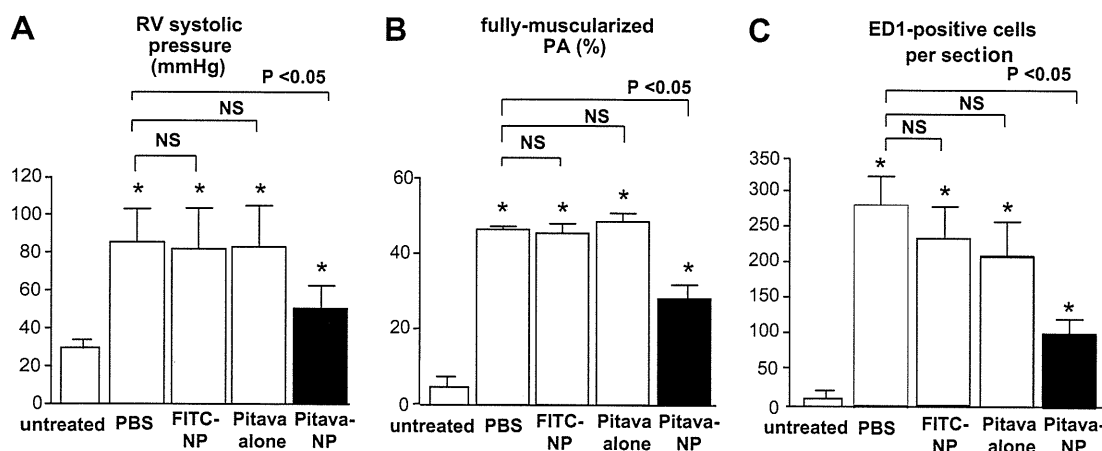 A
RV systolic
pressure
(mmHg)
P <0.05
NS
NS
120
100
80
60
40
20
0
*
*
*
*
untreated
PBS
FITC-
NP
Pitava
alone
Pitava-
NP
B
fully-muscularized
PA (%)
P <0.05
NS
NS
60
40
20
0
*
*
*
*
untreated
PBS
FITC-
NP
Pitava
alone
Pitava-
NP
C
ED1-positive cells
per section
P <0.05
NS
NS
350
300
250
200
150
100
50
0
*
*
*
*
untreated
PBS
FITC-
NP
Pitava
alone
Pitava-
NP